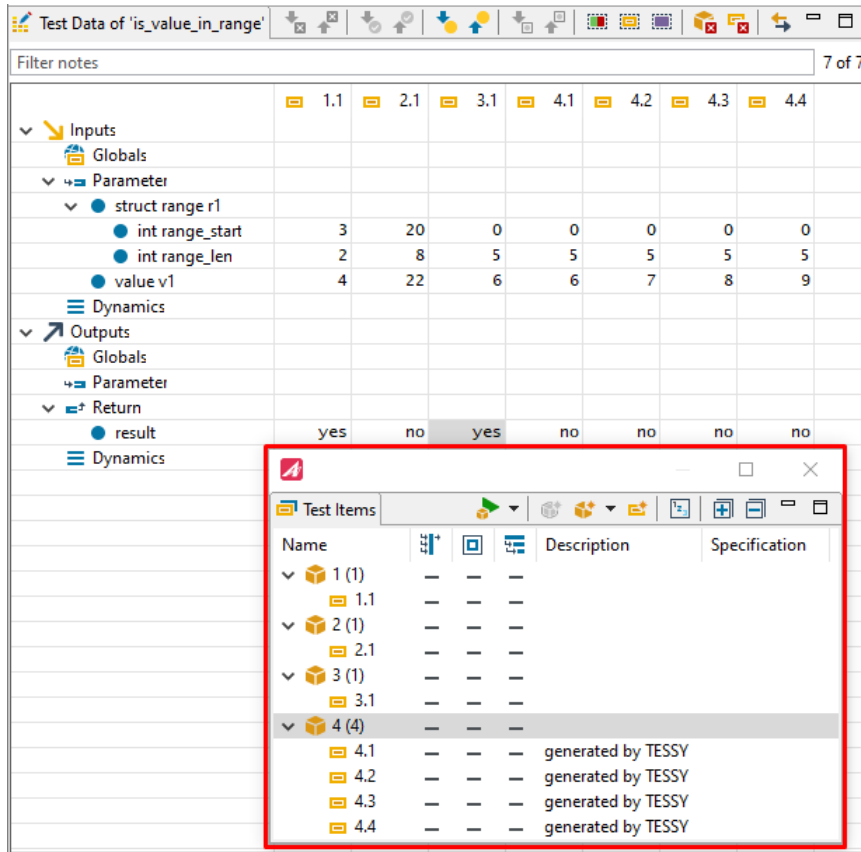 Test Data of 'is_value_in_range'
Filter notes 7 of 7
1.1 2.1 3.1 4.1 4.2 4.3 4.4
Inputs
Globals
Parameter
struct range r1
int range_start 3 20 0 0 0 0 0
int range_len 2 8 5 5 5 5 5
value v1 4 22 6 6 7 8 9
Dynamics
Outputs
Globals
Parameter
Return
result yes no yes no no no no
Dynamics
Test Items
Name Description Specification
1 (1)
1.1
2 (1)
2.1
3 (1)
3.1
4 (4)
4.1 generated by TESSY
4.2 generated by TESSY
4.3 generated by TESSY
4.4 generated by TESSY